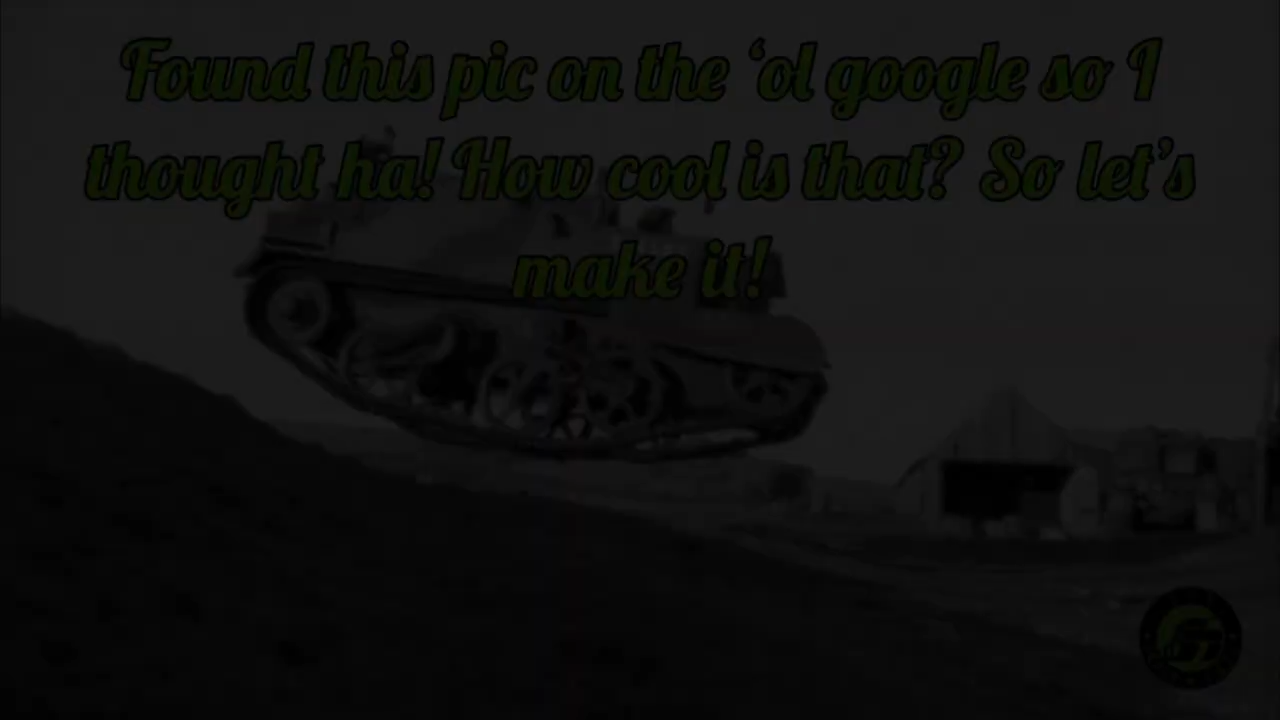 Found this pic on the ‘ol google so I
thought ha! How cool is that? So let’s
make it!